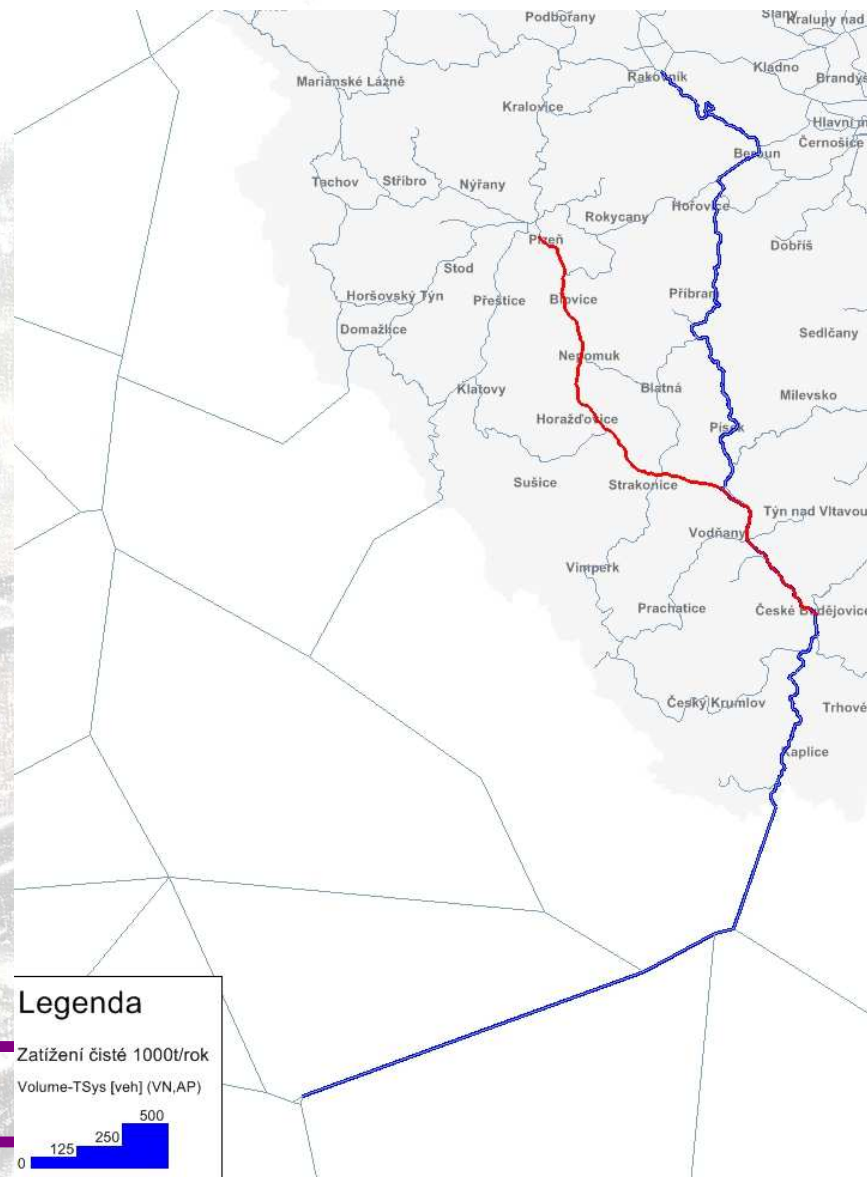 Podbořany
Slaný
Kralupy nad
Mariánské Lázně
Rakovník
Kladno
Brandýs
Kralovice
Hlavní m
Beroun
Černošice
Tachov
Stříbro
Nýřany
Hořovice
Rokycany
Plzeň
Dobříš
Stod
Horšovský Týn
Přeštice
Blovice
Příbram
Domažlice
Sedlčany
Nepomuk
Klatovy
Blatná
Milevsko
Horažďovice
Písek
Sušice
Strakonice
Týn nad Vltavou
Vodňany
Vimperk
Prachatice
České Budějovice
Český Krumlov
Trhové
Kaplice
Legenda
Zatížení čisté 1000t/rok
Volume-TSys [veh] (VN,AP)
500
250
125
0